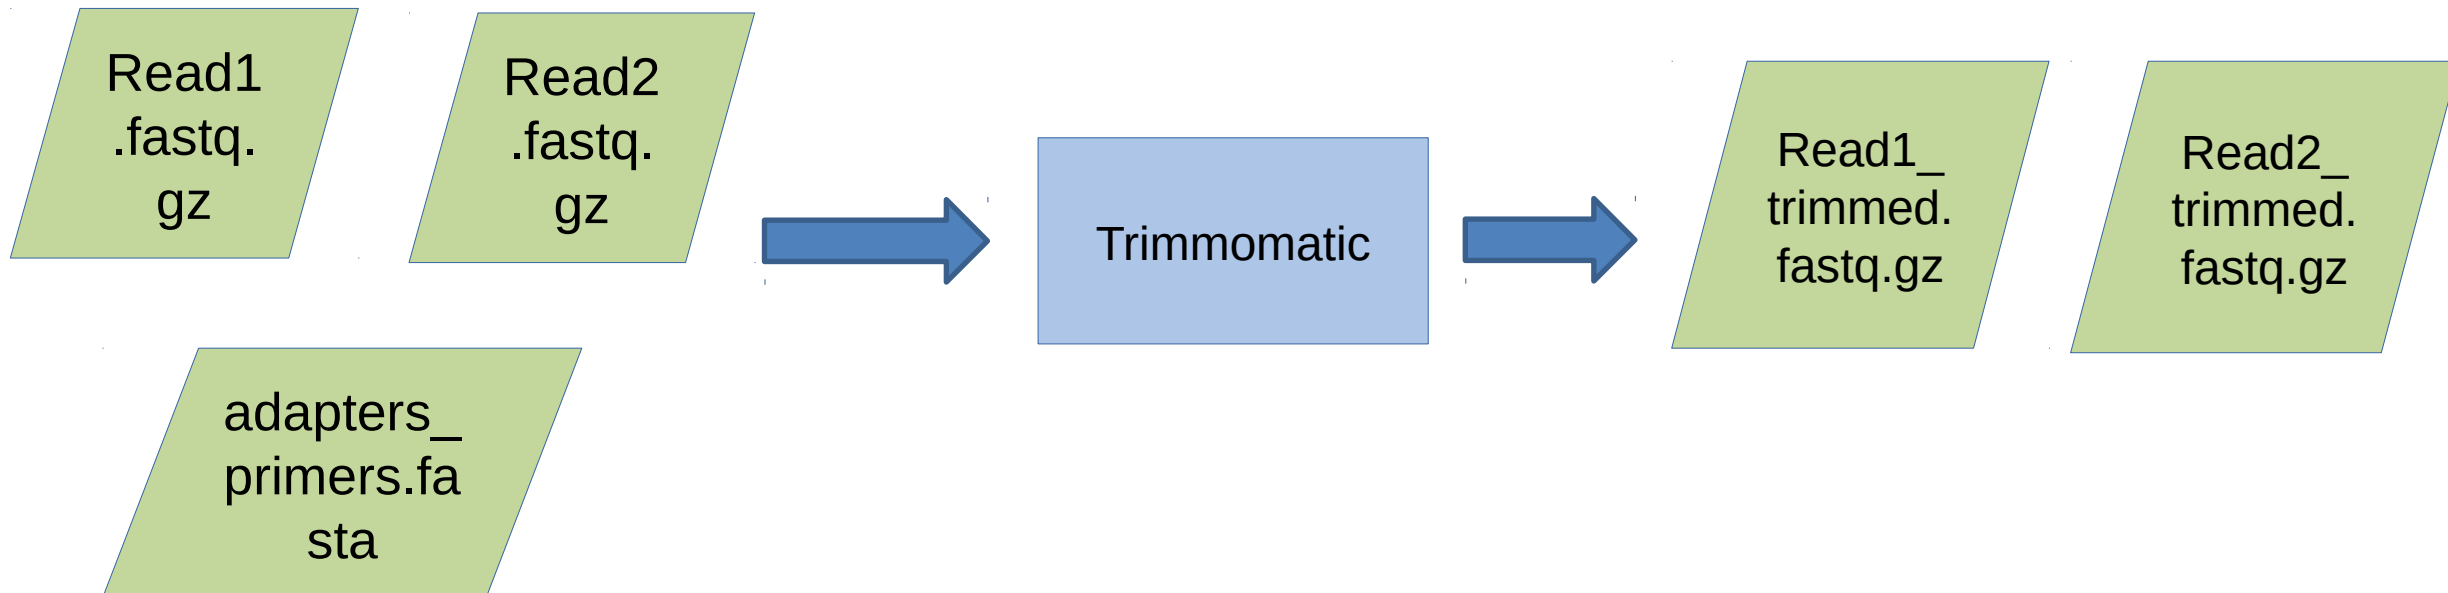 Read1
.fastq.
gz
Read2
.fastq.
gz
adapters_
primers.fa
sta
Trimmomatic
Read1_
trimmed.
fastq.gz
Read2_
trimmed.
fastq.gz